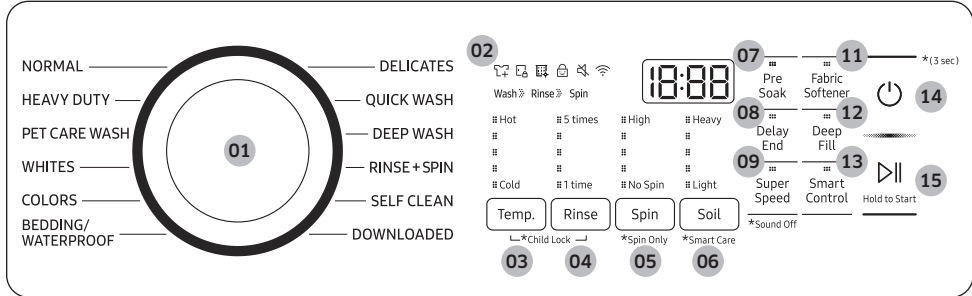 NORMAL
HEAVY DUTY
PET CARE WASH
WHITES
COLORS
BEDDING/
WATERPROOF
01
DELICATES
QUICK WASH
DEEP WASH
RINSE+SPIN
SELF CLEAN
DOWNLOADED
02
Wash Rinse Spin
18:88
Hot 5 times High Heavy
Cold 1 time No Spin Light
Temp. Rinse Spin Soil
*Child Lock *Spin Only *Smart Care
03 04 05 06
07 11
Pre
Soak
Fabric
Softener
08 12
Delay
End
Deep
Fill
09 13
Super
Speed
Smart
Control
*Sound Off
*(3 sec)
14
15
Hold to Start